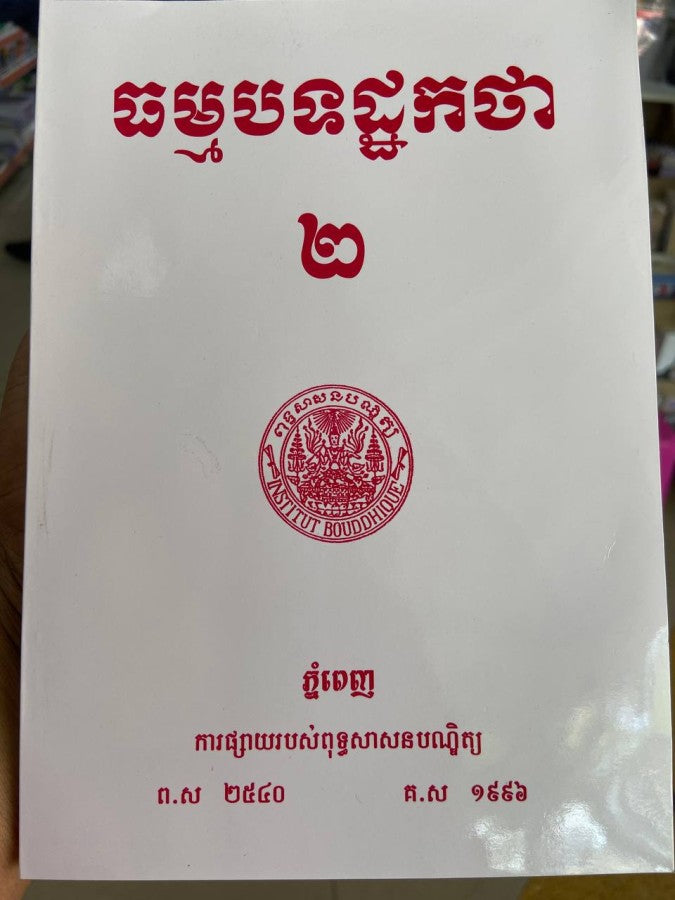 ធម្មបទដ្ឋកថា
២
ពុទ្ធសាសនបណ្ឌិត្យ
INSTITUT BOUDDHIQUE
ភ្នំពេញ
ការផ្សាយរបស់ពុទ្ធសាសនបណ្ឌិត្យ
ព.ស ២៥៤០ គ.ស ១៩៩៦